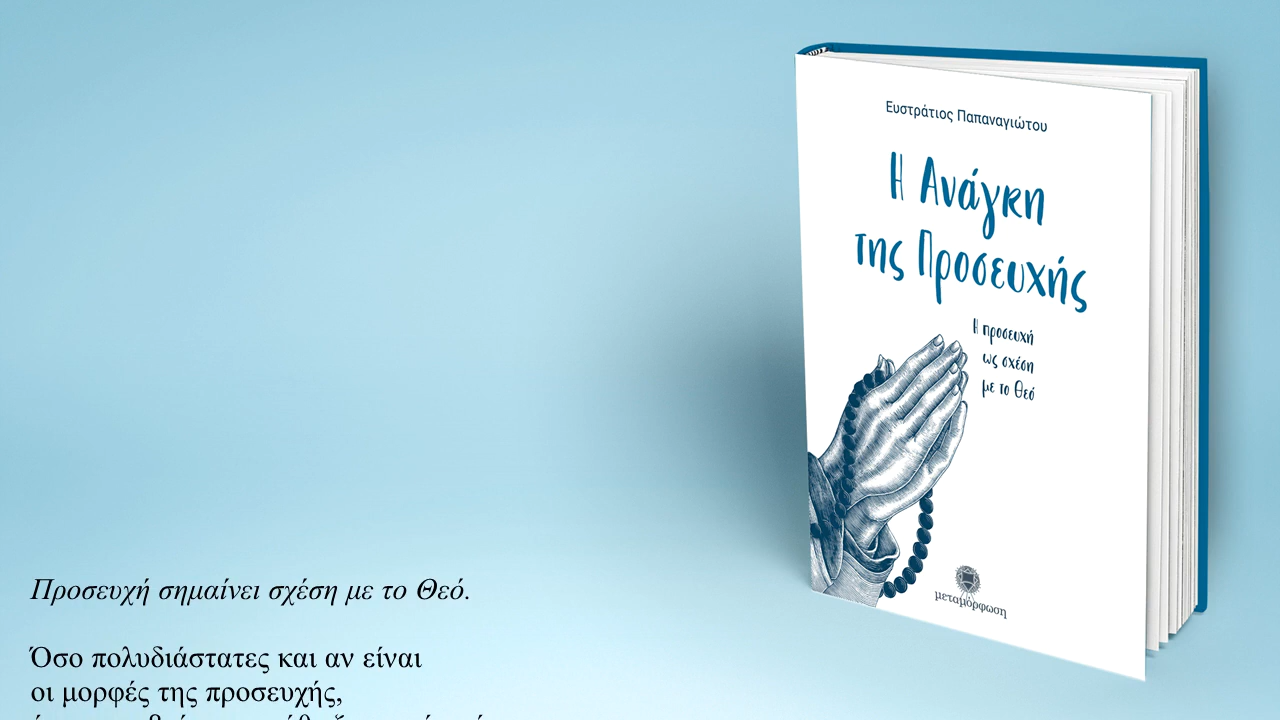 Ευστράτιος Παπαναγιώτου
Η Ανάγκη
της Προσευχής
Η προσευχή
ως σχέση
με το Θεό
μεταμόρφωση
Προσευχή σημαίνει σχέση με το Θεό.
Όσο πολυδιάστατες και αν είναι
οι μορφές της προσευχής,